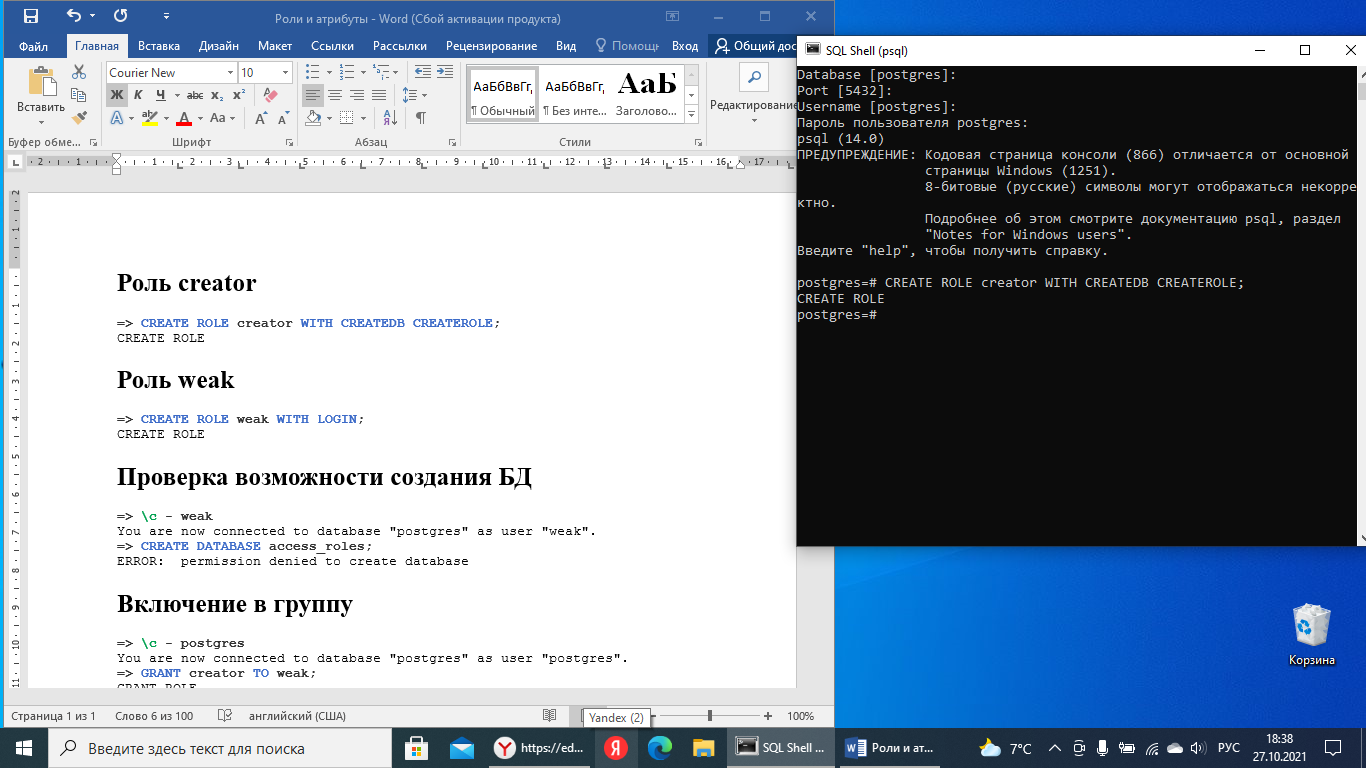 Роли и атрибуты - Word (Сбой активации продукта)
Файл Главная Вставка Дизайн Макет Ссылки Рассылки Рецензирование Вид Помощн Вход Общий дос
Courier New 10
Вставить
Ж К Ч abc x₂ x²
А Aa А А
АаБбВвГг, АаБбВвГг, АаБ
¶ Обычный ¶ Без инте... Заголово...
Редактирование
Буфер обме... Шрифт Абзац Стили
Роль creator
=> CREATE ROLE creator WITH CREATEDB CREATEROLE;
CREATE ROLE
Роль weak
=> CREATE ROLE weak WITH LOGIN;
CREATE ROLE
Проверка возможности создания БД
=> \c - weak
You are now connected to database "postgres" as user "weak".
=> CREATE DATABASE access_roles;
ERROR:  permission denied to create database
Включение в группу
=> \c - postgres
You are now connected to database "postgres" as user "postgres".
=> GRANT creator TO weak;
GRANT ROLE
Страница 1 из 1 Слово 6 из 100 английский (США) 100%
Yandex (2)
SQL Shell (psql)
Database [postgres]:
Port [5432]:
Username [postgres]:
Пароль пользователя postgres:
psql (14.0)
ПРЕДУПРЕЖДЕНИЕ: Кодовая страница консоли (866) отличается от основной
страницы Windows (1251).
8-битовые (русские) символы могут отображаться некорре
ктно.
Подробнее об этом смотрите документацию psql, раздел
"Notes for Windows users".
Введите "help", чтобы получить справку.
postgres=# CREATE ROLE creator WITH CREATEDB CREATEROLE;
CREATE ROLE
postgres=#
Корзина
Введите здесь текст для поиска
https://ed... SQL Shell ... Роли и ат...
7°C РУС 18:38
27.10.2021